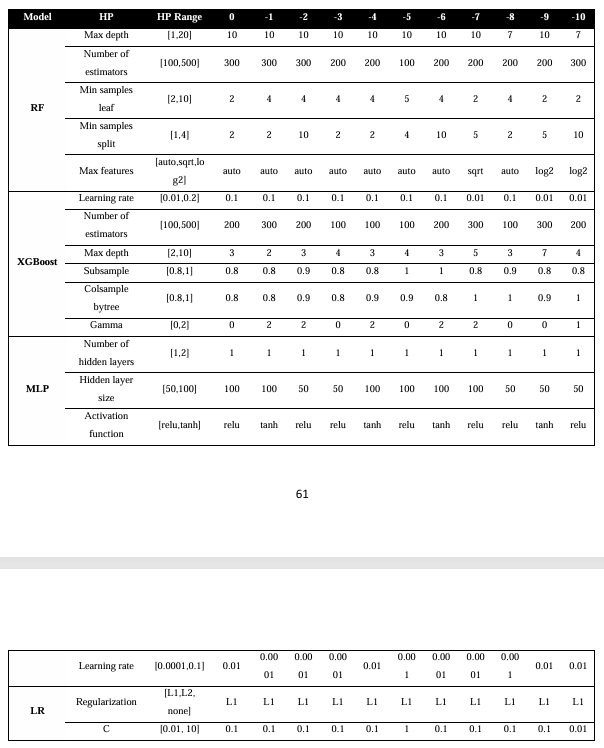 Model HP HP Range 0 -1 -2 -3 -4 -5 -6 -7 -8 -9 -10
RF
Max depth [1,20] 10 10 10 10 10 10 10 10 7 10 7
Number of
estimators
[100,500] 300 300 300 200 200 100 200 200 200 200 300
Min samples
leaf
[2,10] 2 4 4 4 4 5 4 2 4 2 2
Min samples
split
[1,4] 2 2 10 2 2 4 10 5 2 5 10
Max features
[auto,sqrt,lo
g2]
auto auto auto auto auto auto auto sqrt auto log2 log2
XGBoost
Learning rate [0.01,0.2] 0.1 0.1 0.1 0.1 0.1 0.1 0.1 0.01 0.1 0.01 0.01
Number of
estimators
[100,500] 200 300 200 100 100 100 200 300 100 300 200
Max depth [2,10] 3 2 3 4 3 4 3 5 3 7 4
Subsample [0.8,1] 0.8 0.8 0.9 0.8 0.8 1 1 0.8 0.9 0.8 0.8
Colsample
bytree
[0.8,1] 0.8 0.8 0.9 0.8 0.9 0.9 0.8 1 1 0.9 1
Gamma [0,2] 0 2 2 0 2 0 2 2 0 0 1
MLP
Number of
hidden layers
[1,2] 1 1 1 1 1 1 1 1 1 1 1
Hidden layer
size
[50,100] 100 100 50 50 100 100 100 100 50 50 50
Activation
function
[relu,tanh] relu tanh relu relu tanh relu tanh relu relu tanh relu
61
Learning rate [0.0001,0.1] 0.01 0.00 0.00 0.00 0.01 0.00 0.00 0.00 0.00 0.01 0.01
01 01 01 1 01 01 1
LR
Regularization
[L1,L2,
none]
L1 L1 L1 L1 L1 L1 L1 L1 L1 L1 L1
C [0.01, 10] 0.1 0.1 0.1 0.1 0.1 1 0.1 0.1 0.1 0.1 0.01